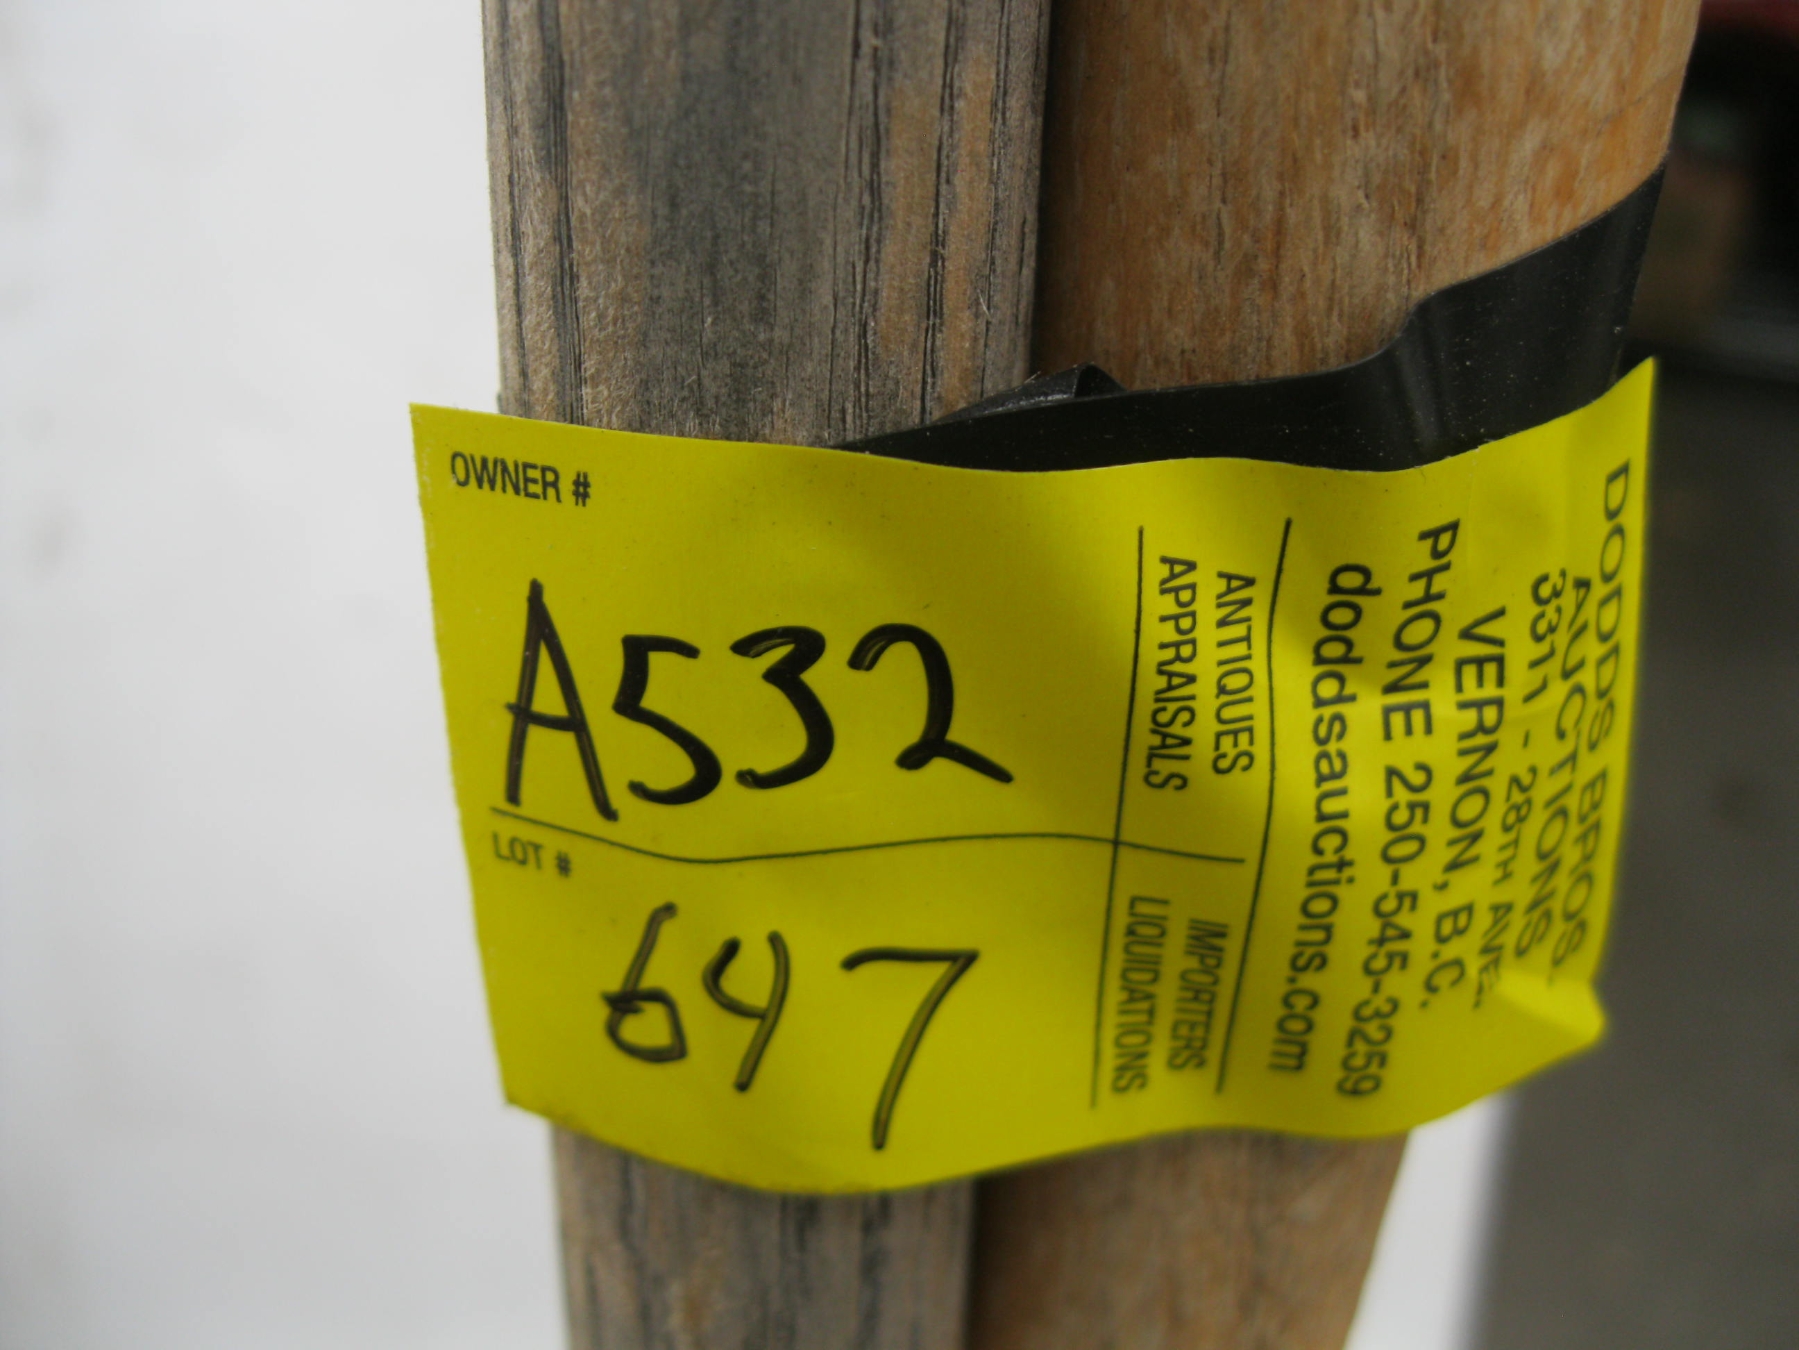 OWNER #
A532
LOT #
647
ANTIQUES
APPRAISALS
IMPORTERS
LIQUIDATIONS
DODDS BROS.
AUCTIONS
3311 - 28TH AVE.
VERNON, B.C.
PHONE 250-545-3259
doddsauctions.com